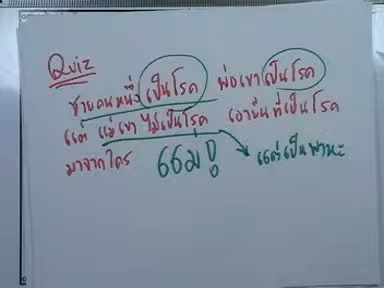 Quiz
ชายคนหนึ่ง เป็นโรค พ่อเขาเป็นโรค
แต่ แม่เขาไม่เป็นโรค เอายีนที่เป็นโรค
มาจากใคร แม่ แต่เป็นพาหะ